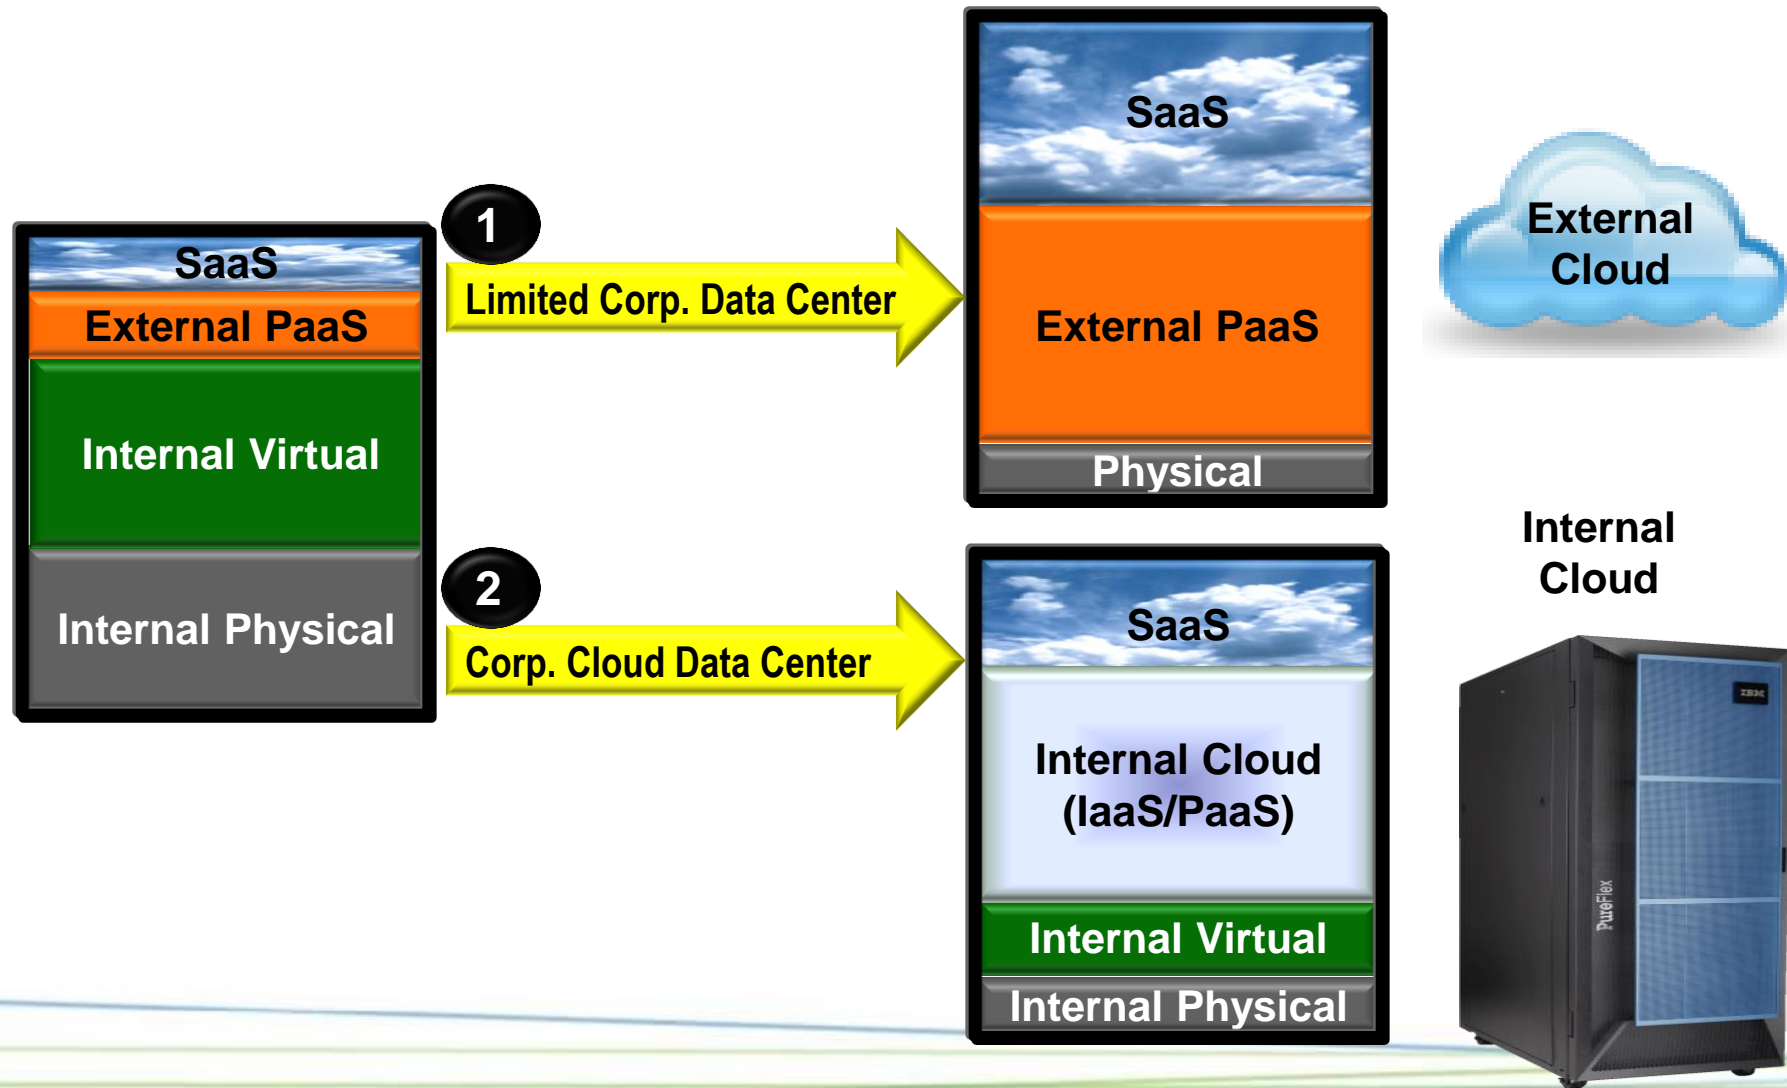 SaaS
External PaaS
Internal Virtual
Internal Physical
1
Limited Corp. Data Center
2
Corp. Cloud Data Center
SaaS
External PaaS
Physical
SaaS
Internal Cloud
(IaaS/PaaS)
Internal Virtual
Internal Physical
External
Cloud
Internal
Cloud
IBM
PureFlex